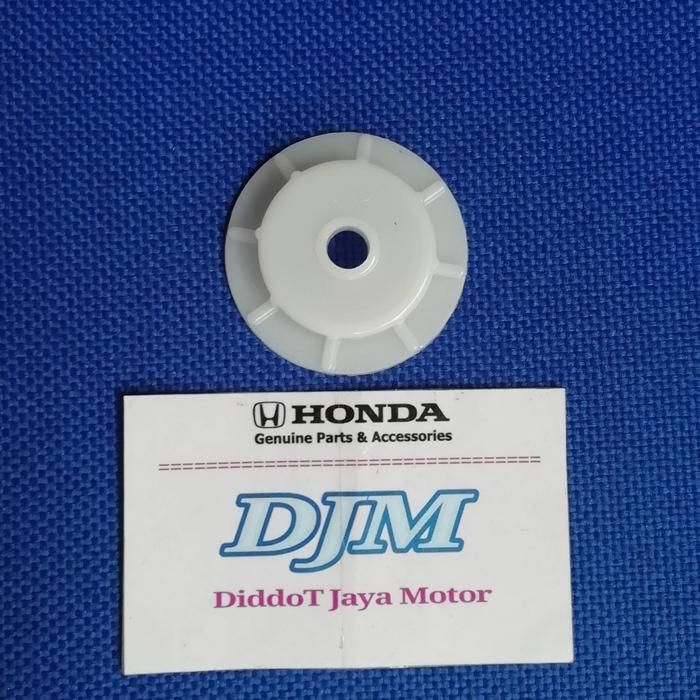 HONDA
Genuine Parts & Accessories
DJM
DiddoT Jaya Motor